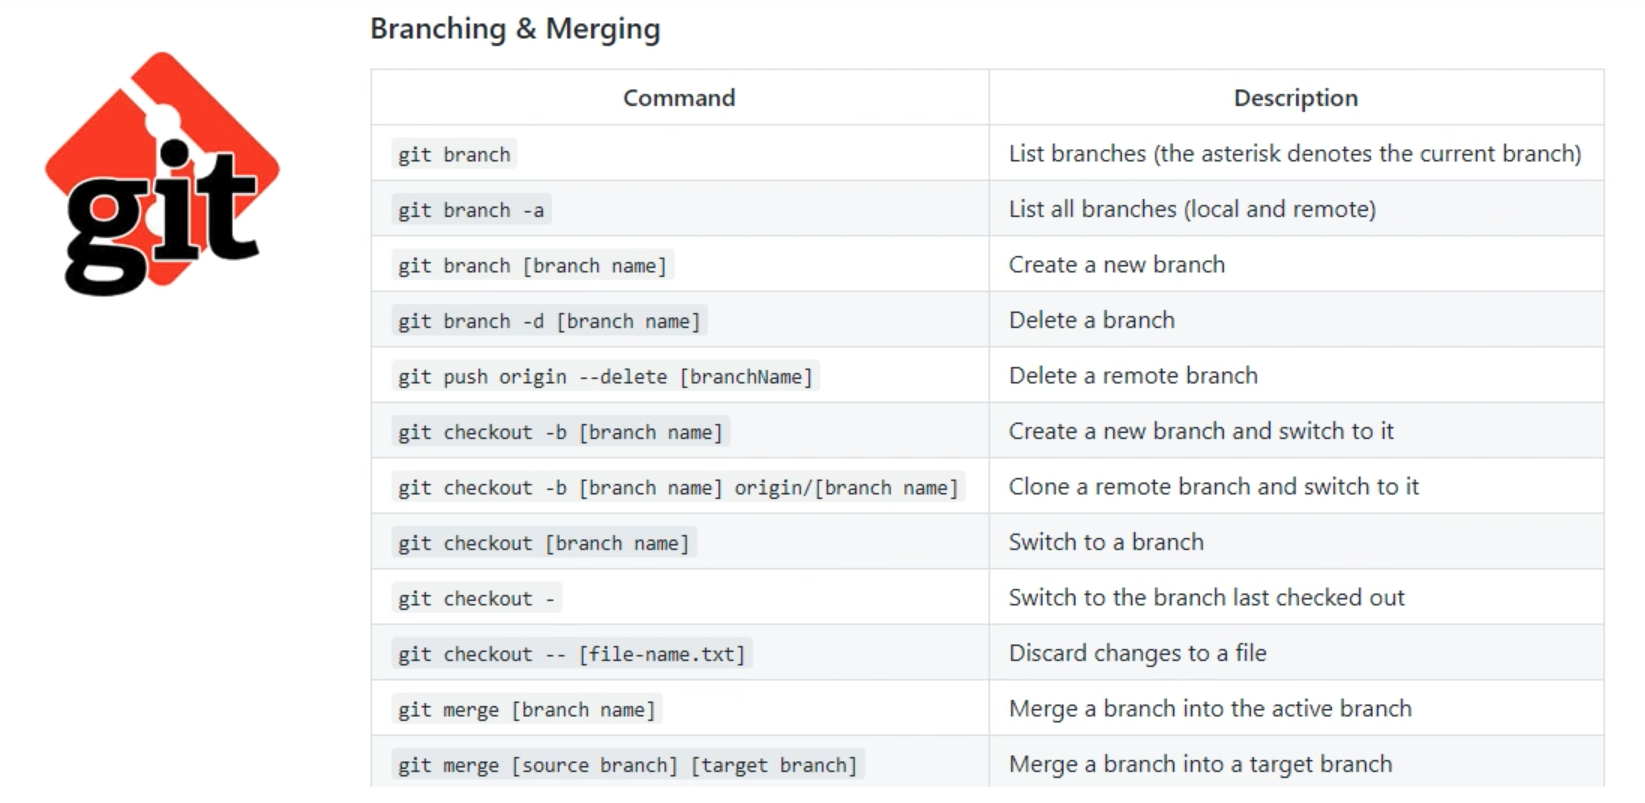 Branching & Merging
git
Command Description
git branch List branches (the asterisk denotes the current branch)
git branch -a List all branches (local and remote)
git branch [branch name] Create a new branch
git branch -d [branch name] Delete a branch
git push origin --delete [branchName] Delete a remote branch
git checkout -b [branch name] Create a new branch and switch to it
git checkout -b [branch name] origin/[branch name] Clone a remote branch and switch to it
git checkout [branch name] Switch to a branch
git checkout - Switch to the branch last checked out
git checkout -- [file-name.txt] Discard changes to a file
git merge [branch name] Merge a branch into the active branch
git merge [source branch] [target branch] Merge a branch into a target branch